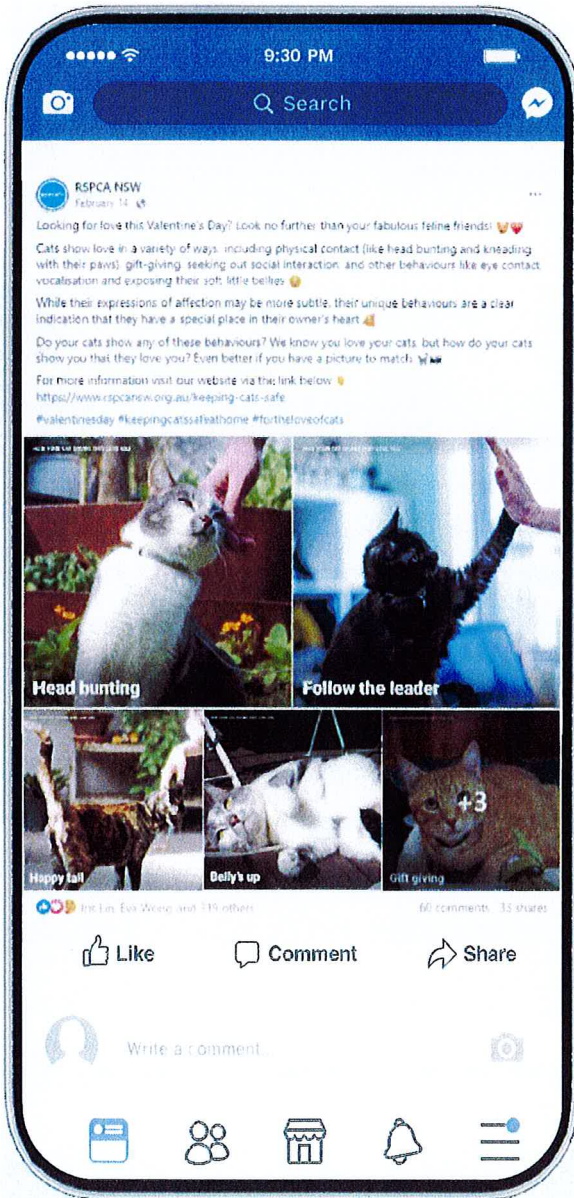 9:30 PM
Search
RSPCA NSW
February 14
Looking for love this Valentine's Day? Look no further than your fabulous feline friends!
Cats show love in a variety of ways, including physical contact (like head bunting and kneading
with their paws), gift-giving, seeking out social interaction, and other behaviours like eye contact,
vocalisation and exposing their soft little bellies
While their expressions of affection may be more subtle, their unique behaviours are a clear
indication that they have a special place in their owner's heart
Do your cats show any of these behaviours? We know you love your cats, but how do your cats
show you that they love you? Even better if you have a picture to match
For more information visit our website via the link below
https://www.rspcansw.org.au/keeping-cats-safe
#valentinesday #keepingcatssafeathome #fortheloveofcats
Head bunting
Follow the leader
Happy tail
Belly's up
+3
Gift giving
Eva Wong and 319 others
60 comments 33 shares
Like
Comment
Share
Write a comment...